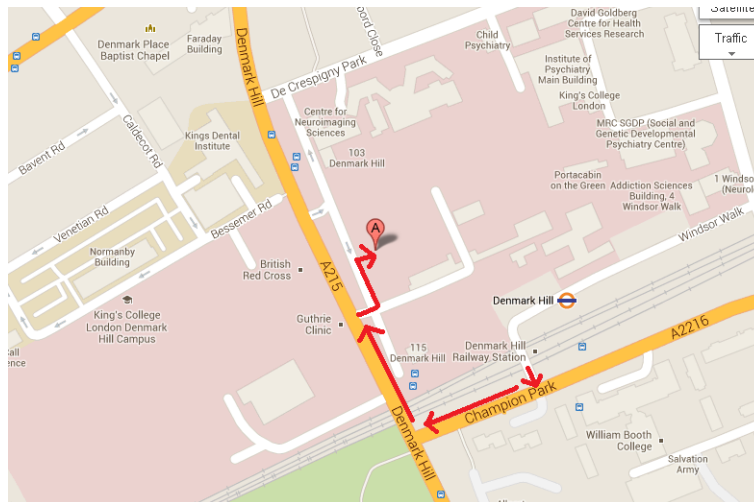 Satellite
Traffic
David Goldberg
Centre for Health
Services Research
Child
Psychiatry
Denmark Place
Baptist Chapel
Faraday
Building
Denmark Hill
De Crespigny Park
Institute of
Psychiatry,
Main Building
King's College
London
Caldecot Rd
Centre for
Neuroimaging
Sciences
Kings Dental
Institute
MRC SGDP (Social and
Genetic Developmental
Psychiatry Centre)
103
Denmark Hill
Bavent Rd
Portacabin
on the Green
Addiction Sciences
Building, 4
Windsor Walk
1 Windso
(Neurol
Venetian Rd
Bessemer Rd
A
Windsor Walk
Normanby
Building
British
Red Cross
A215
King's College
London Denmark
Hill Campus
Denmark Hill
Guthrie
Clinic
A2216
115
Denmark Hill
Denmark Hill
Railway Station
Call
ence
Champion Park
Denmark Hill
William Booth
College
Salvation
Army